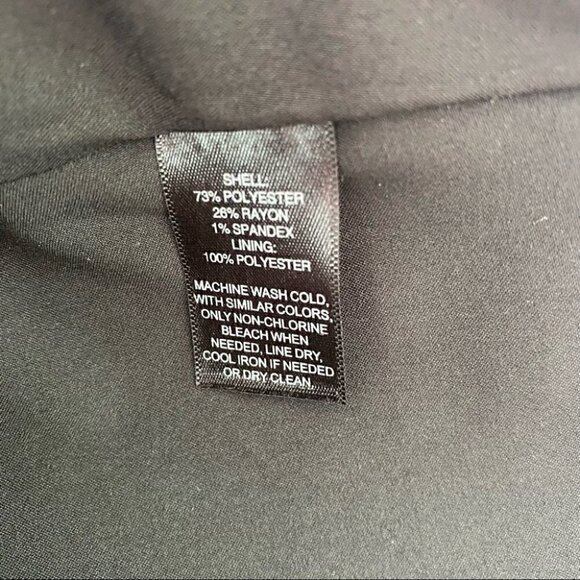 SHELL:
73% POLYESTER
26% RAYON
1% SPANDEX
LINING:
100% POLYESTER
MACHINE WASH COLD,
WITH SIMILAR COLORS,
ONLY NON-CHLORINE
BLEACH WHEN
NEEDED, LINE DRY,
COOL IRON IF NEEDED
OR DRY CLEAN.